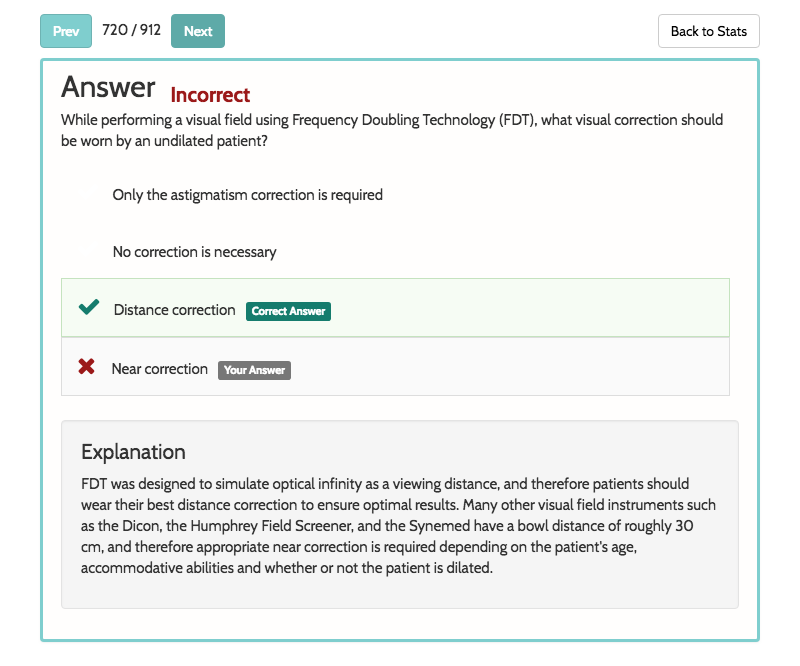 Prev 720 / 912 Next Back to Stats
Answer Incorrect
While performing a visual field using Frequency Doubling Technology (FDT), what visual correction should
be worn by an undilated patient?
Only the astigmatism correction is required
No correction is necessary
Distance correction Correct Answer
Near correction Your Answer
Explanation
FDT was designed to simulate optical infinity as a viewing distance, and therefore patients should
wear their best distance correction to ensure optimal results. Many other visual field instruments such
as the Dicon, the Humphrey Field Screener, and the Synemed have a bowl distance of roughly 30
cm, and therefore appropriate near correction is required depending on the patient's age,
accommodative abilities and whether or not the patient is dilated.